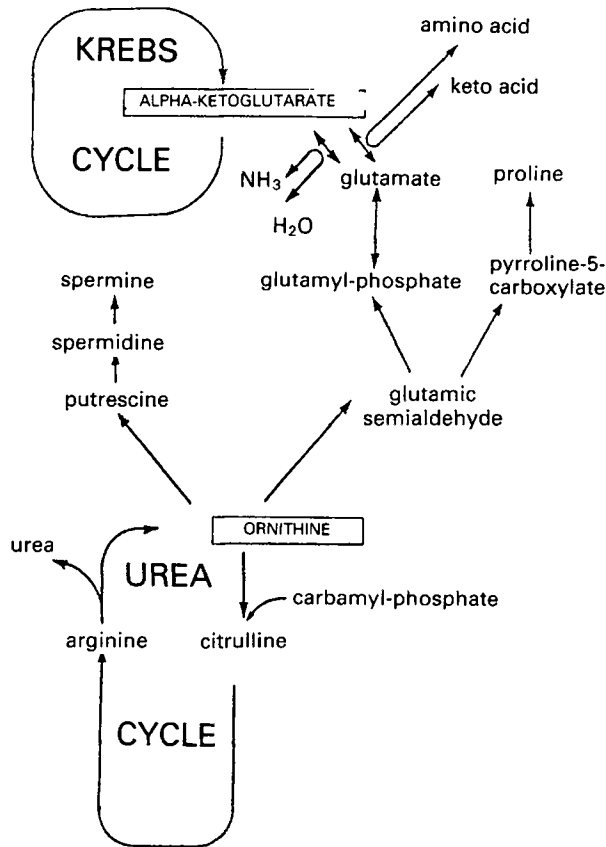 amino acid
KREBS
keto acid
ALPHA-KETOGLUTARATE
CYCLE
NH3
glutamate
proline
H2O
spermine
glutamyl-phosphate
pyrroline-5-
carboxylate
spermidine
putrescine
glutamic
semialdehyde
ORNITHINE
urea
UREA
carbamyl-phosphate
arginine
citrulline
CYCLE